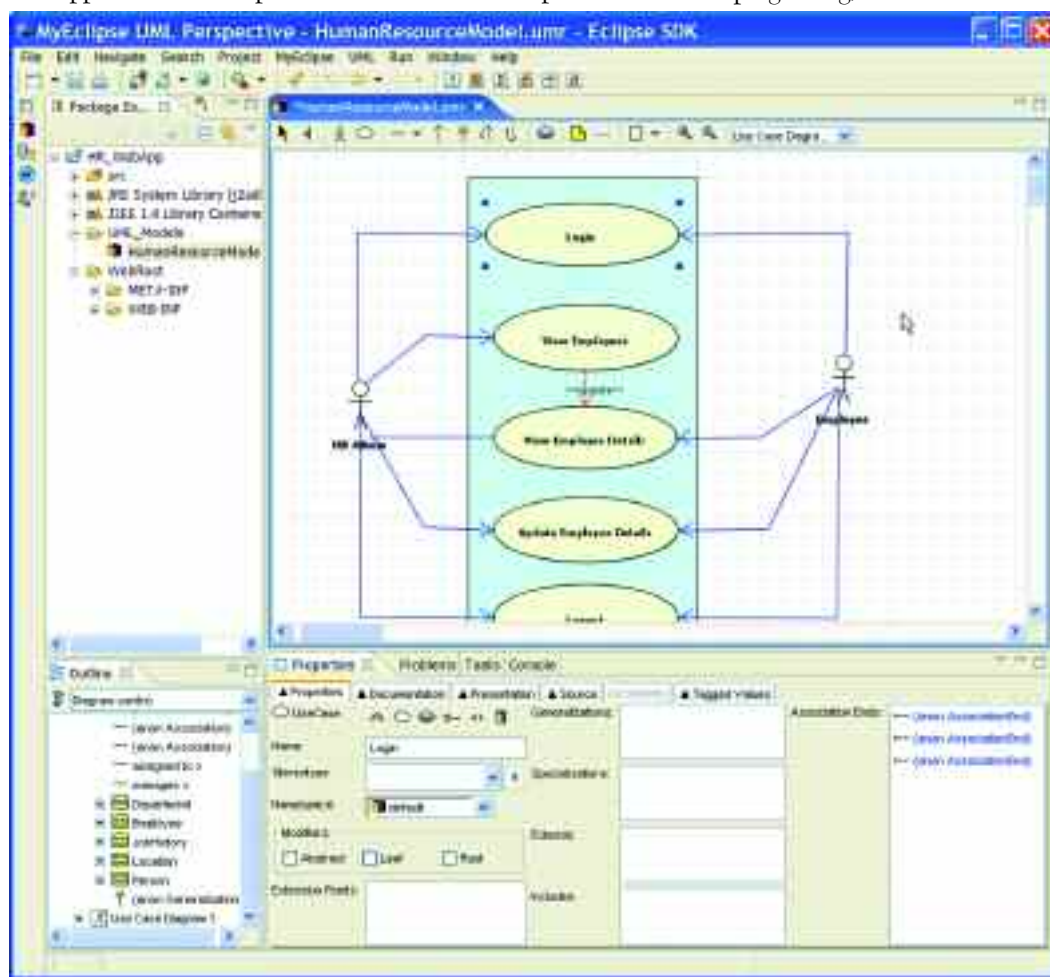 MyEclipse UML Perspective - HumanResourceModel.umr - Eclipse SDK
File Edit Navigate Search Project MyEclipse UML Run Window Help
Package Ex...
*HumanResourceModel.umr
Use Case Diagra...
HR_WebApp
src
JRE System Library
J2EE 1.4 Library Containe
UML_Models
HumanResourceMode
WebRoot
META-INF
WEB-INF
Login
View Employees
View Employee Details
HR Admin
Employee
Update Employee Details
Logout
Outline
Properties Problems Tasks Console
Diagram-centric
Properties Documentation Presentation Source Tagged Values
(anon Association)
(anon Association)
assigned to >
manages >
Department
Employee
JobHistory
Location
Person
(anon Generalization
Use Case Diagram 1
UseCase
Name: Login
Stereotype:
Namespace: default
Modifiers:
Abstract Leaf Root
Extension Points:
Generalizations:
Specializations:
Extends:
Includes:
Association Ends:
(anon AssociationEnd)
(anon AssociationEnd)
(anon AssociationEnd)